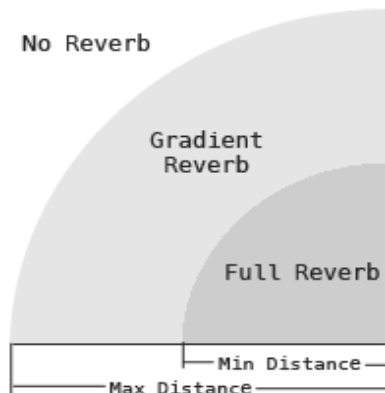 No Reverb
Gradient
Reverb
Full Reverb
Min Distance
Max Distance